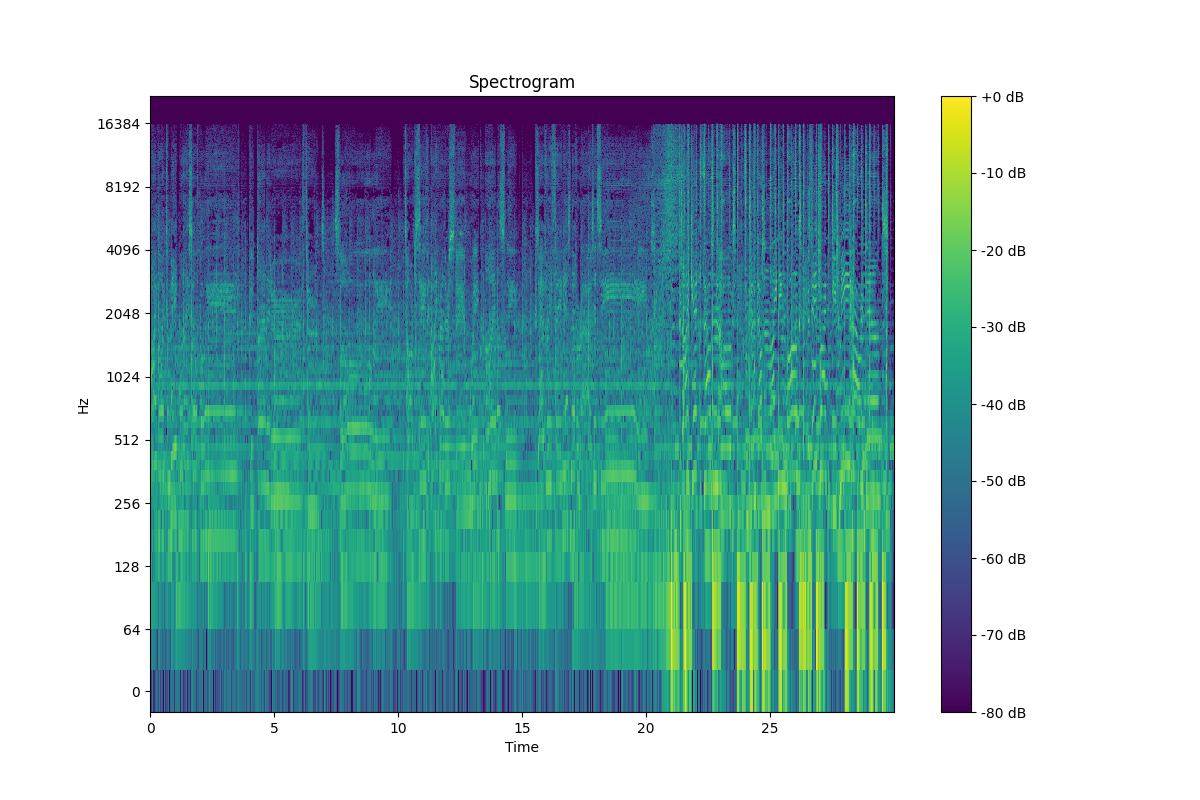 Spectrogram
16384
8192
4096
2048
1024
512
256
128
64
0
Hz
0 5 10 15 20 25
Time
+0 dB
-10 dB
-20 dB
-30 dB
-40 dB
-50 dB
-60 dB
-70 dB
-80 dB